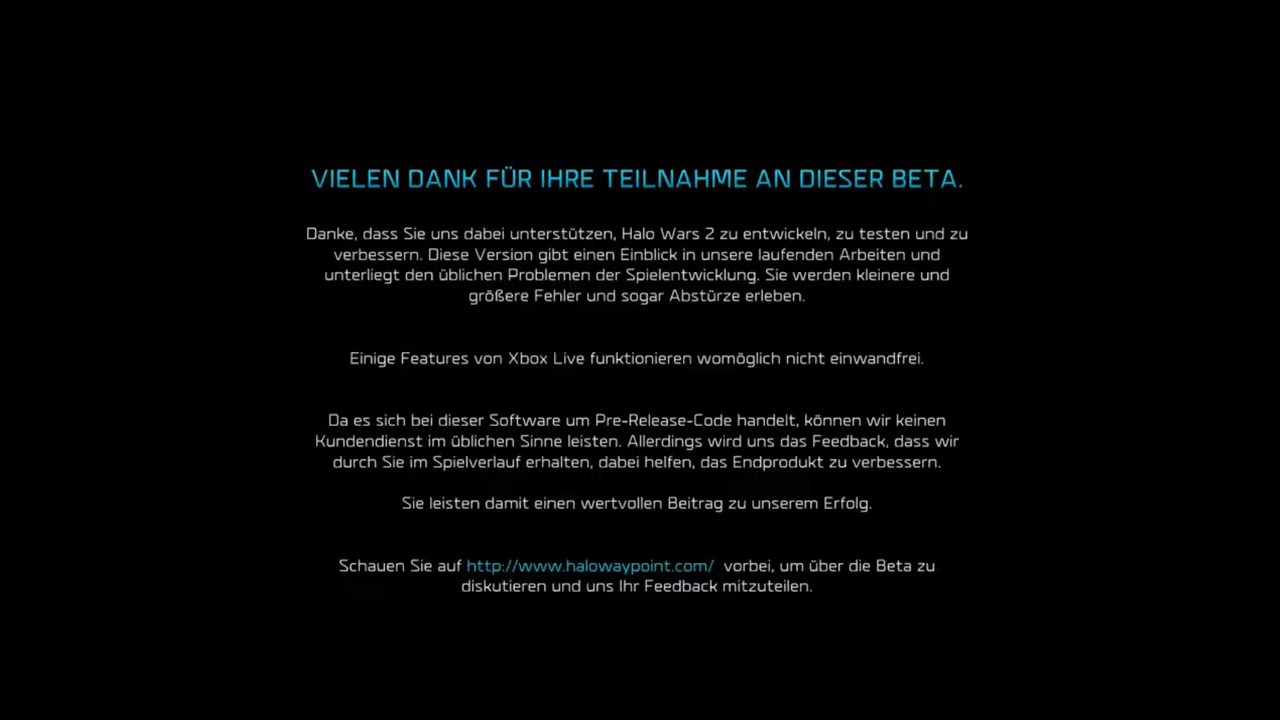 VIELEN DANK FÜR IHRE TEILNAHME AN DIESER BETA.
Danke, dass Sie uns dabei unterstützen, Halo Wars 2 zu entwickeln, zu testen und zu
verbessern. Diese Version gibt einen Einblick in unsere laufenden Arbeiten und
unterliegt den üblichen Problemen der Spielentwicklung. Sie werden kleinere und
größere Fehler und sogar Abstürze erleben.
Einige Features von Xbox Live funktionieren womöglich nicht einwandfrei.
Da es sich bei dieser Software um Pre-Release-Code handelt, können wir keinen
Kundendienst im üblichen Sinne leisten. Allerdings wird uns das Feedback, dass wir
durch Sie im Spielverlauf erhalten, dabei helfen, das Endprodukt zu verbessern.
Sie leisten damit einen wertvollen Beitrag zu unserem Erfolg.
Schauen Sie auf http://www.halowaypoint.com/ vorbei, um über die Beta zu
diskutieren und uns Ihr Feedback mitzuteilen.